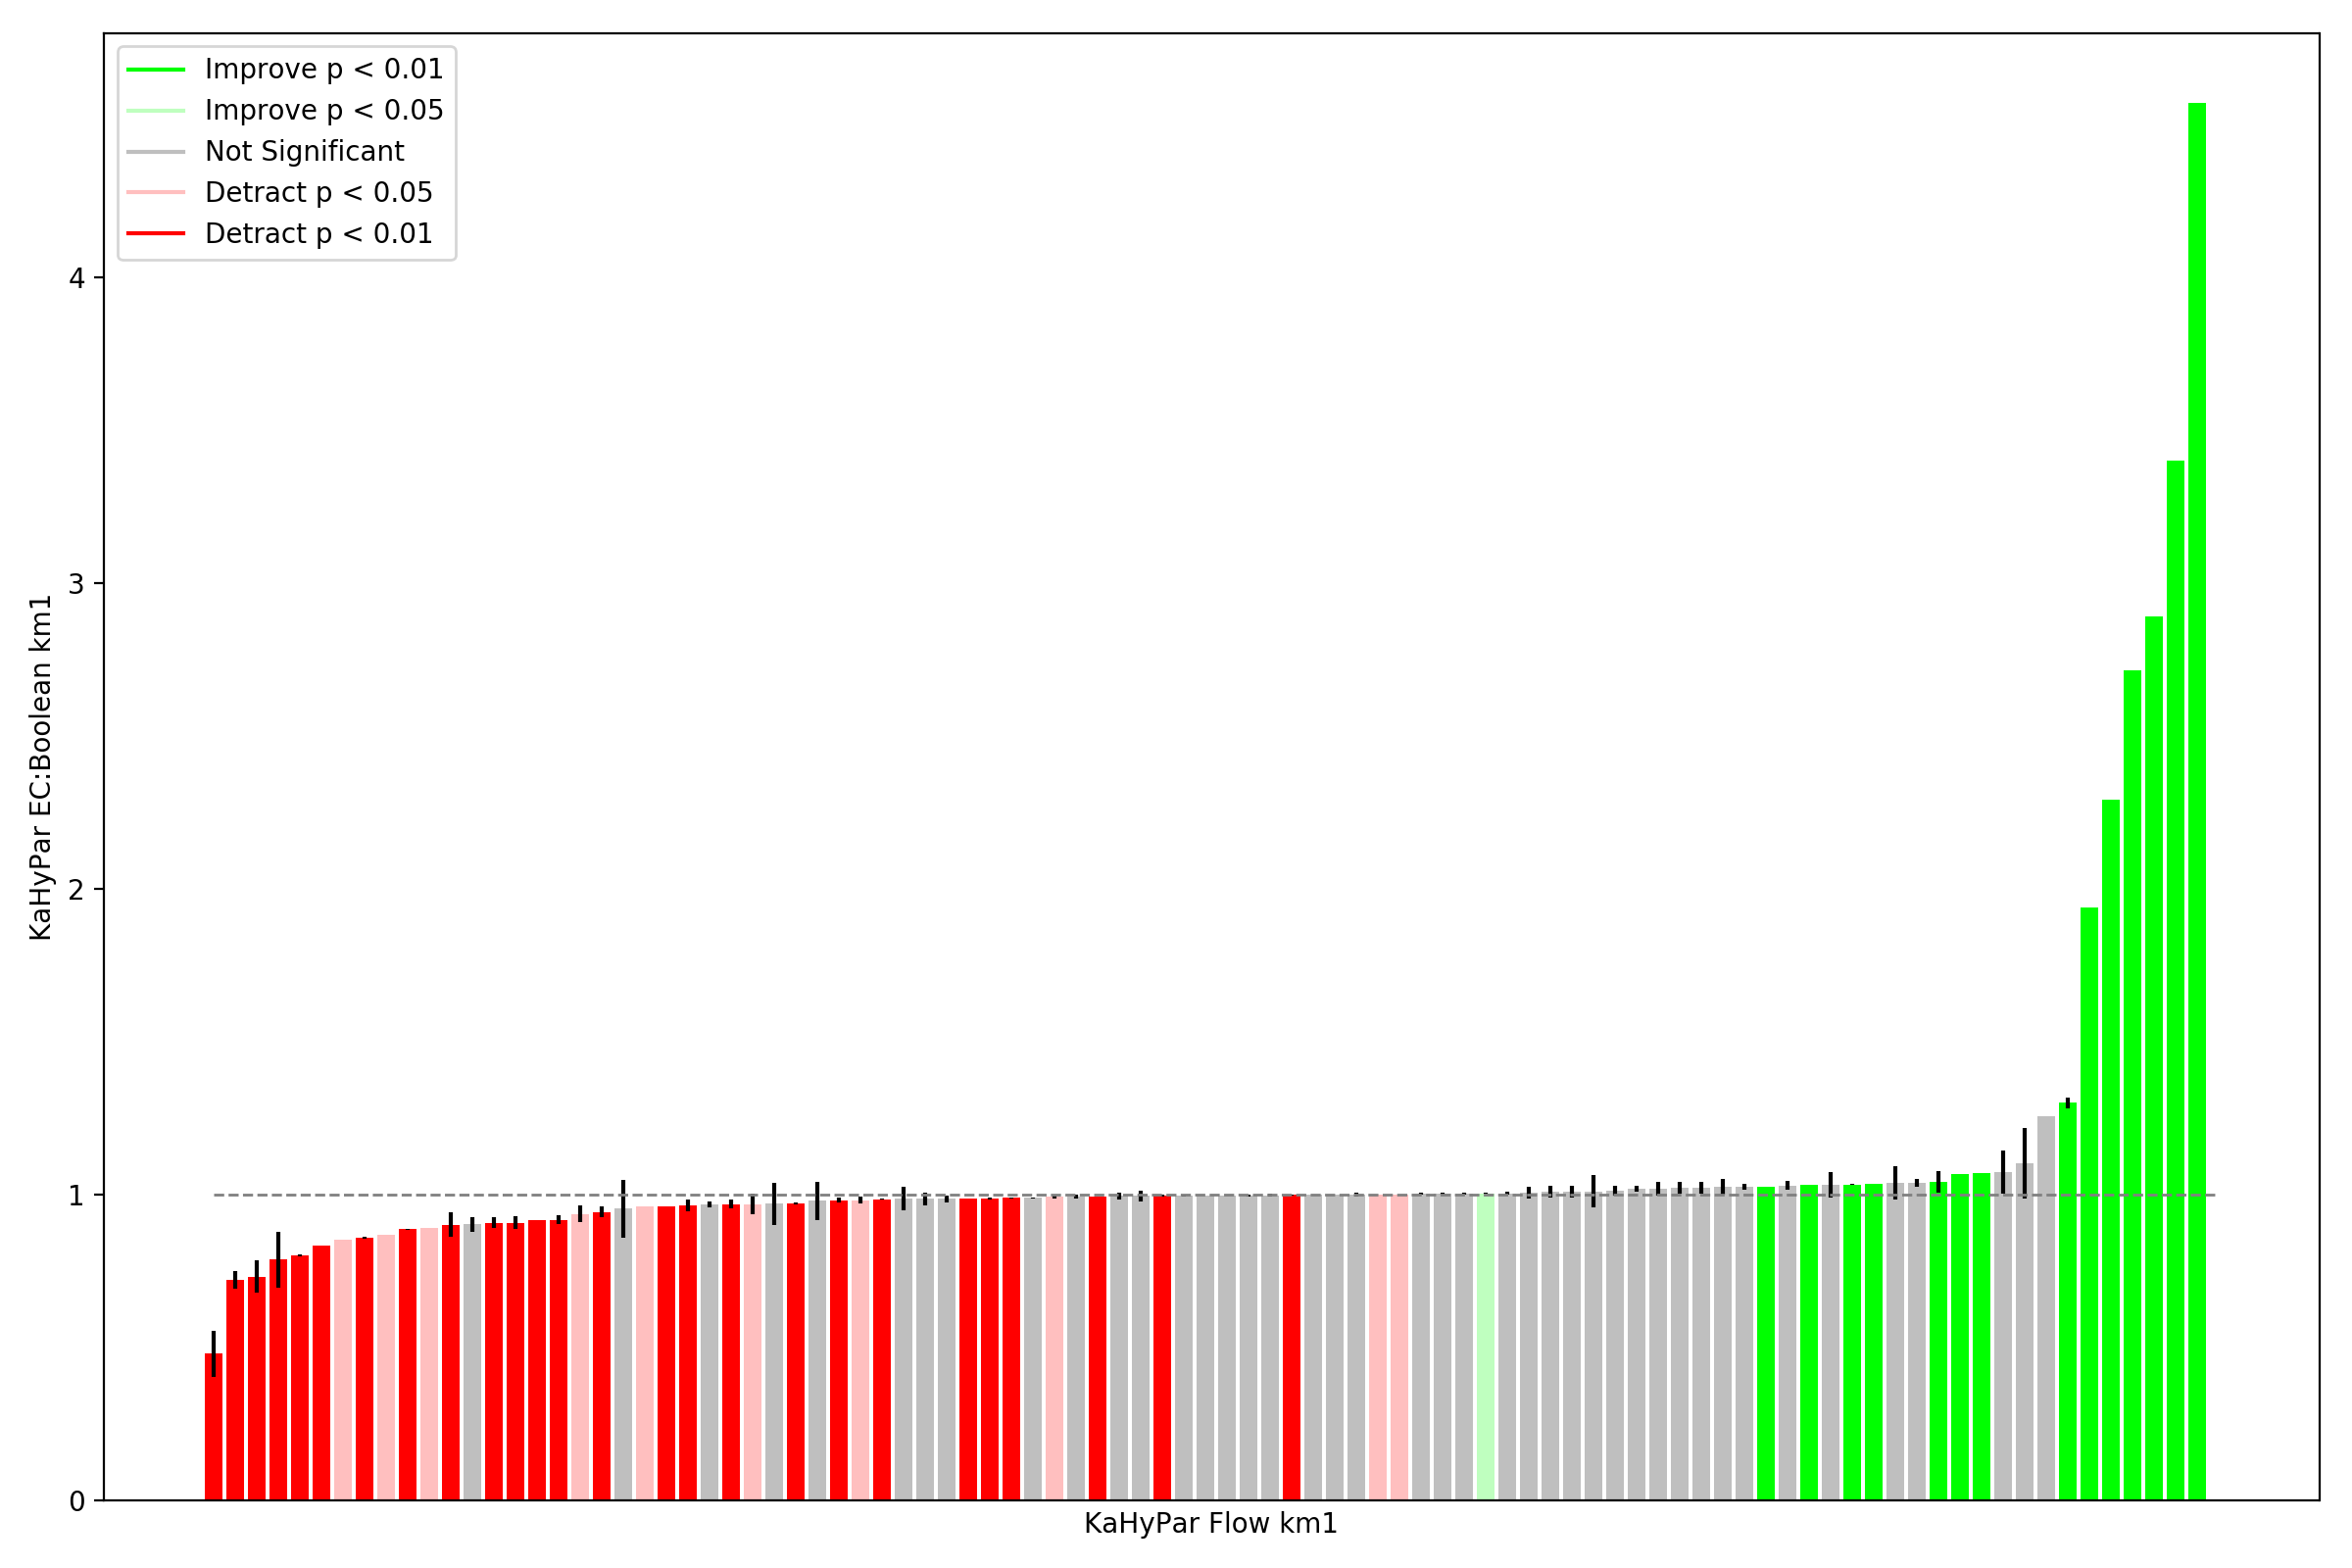 Improve p < 0.01
Improve p < 0.05
Not Significant
Detract p < 0.05
Detract p < 0.01
4
3
2
1
0
KaHyPar EC:Boolean km1
KaHyPar Flow km1